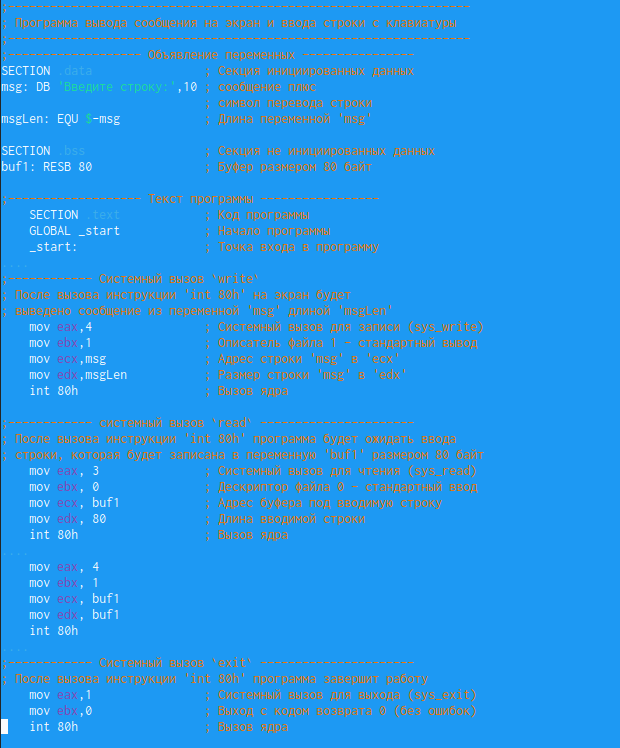 ;------------------------------------------------------------------
; Программа вывода сообщения на экран и ввода строки с клавиатуры
;------------------------------------------------------------------
;------------------- Объявление переменных ----------------
SECTION .data ; Секция инициированных данных
msg: DB 'Введите строку:',10 ; сообщение плюс
; символ перевода строки
msgLen: EQU $-msg ; Длина переменной 'msg'
SECTION .bss ; Секция не инициированных данных
buf1: RESB 80 ; Буфер размером 80 байт
;------------------- Текст программы -----------------
SECTION .text ; Код программы
GLOBAL _start ; Начало программы
_start: ; Точка входа в программу
----
;------------ Системный вызов `write`
; После вызова инструкции 'int 80h' на экран будет
; выведено сообщение из переменной 'msg' длиной 'msgLen'
mov eax,4 ; Системный вызов для записи (sys_write)
mov ebx,1 ; Описатель файла 1 - стандартный вывод
mov ecx,msg ; Адрес строки 'msg' в 'ecx'
mov edx,msgLen ; Размер строки 'msg' в 'edx'
int 80h ; Вызов ядра
;------------ системный вызов `read` ----------------------
; После вызова инструкции 'int 80h' программа будет ожидать ввода
; строки, которая будет записана в переменную 'buf1' размером 80 байт
mov eax, 3 ; Системный вызов для чтения (sys_read)
mov ebx, 0 ; Дескриптор файла 0 - стандартный ввод
mov ecx, buf1 ; Адрес буфера под вводимую строку
mov edx, 80 ; Длина вводимой строки
int 80h ; Вызов ядра
----
mov eax, 4
mov ebx, 1
mov ecx, buf1
mov edx, buf1
int 80h
----
;------------ Системный вызов `exit` ----------------------
; После вызова инструкции 'int 80h' программа завершит работу
mov eax,1 ; Системный вызов для выхода (sys_exit)
mov ebx,0 ; Выход с кодом возврата 0 (без ошибок)
int 80h ; Вызов ядра